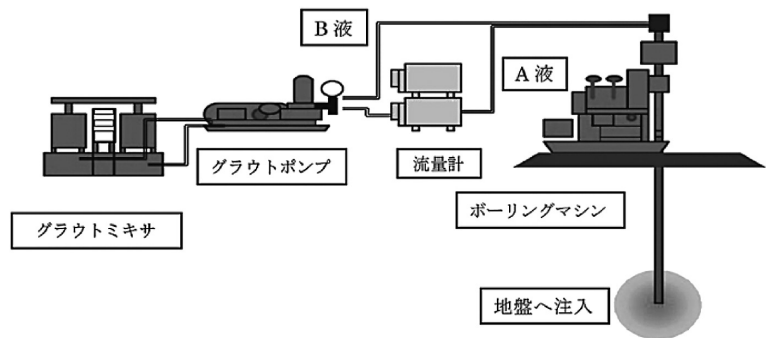 B液
A液
グラウトポンプ
流量計
ボーリングマシン
グラウトミキサ
地盤へ注入